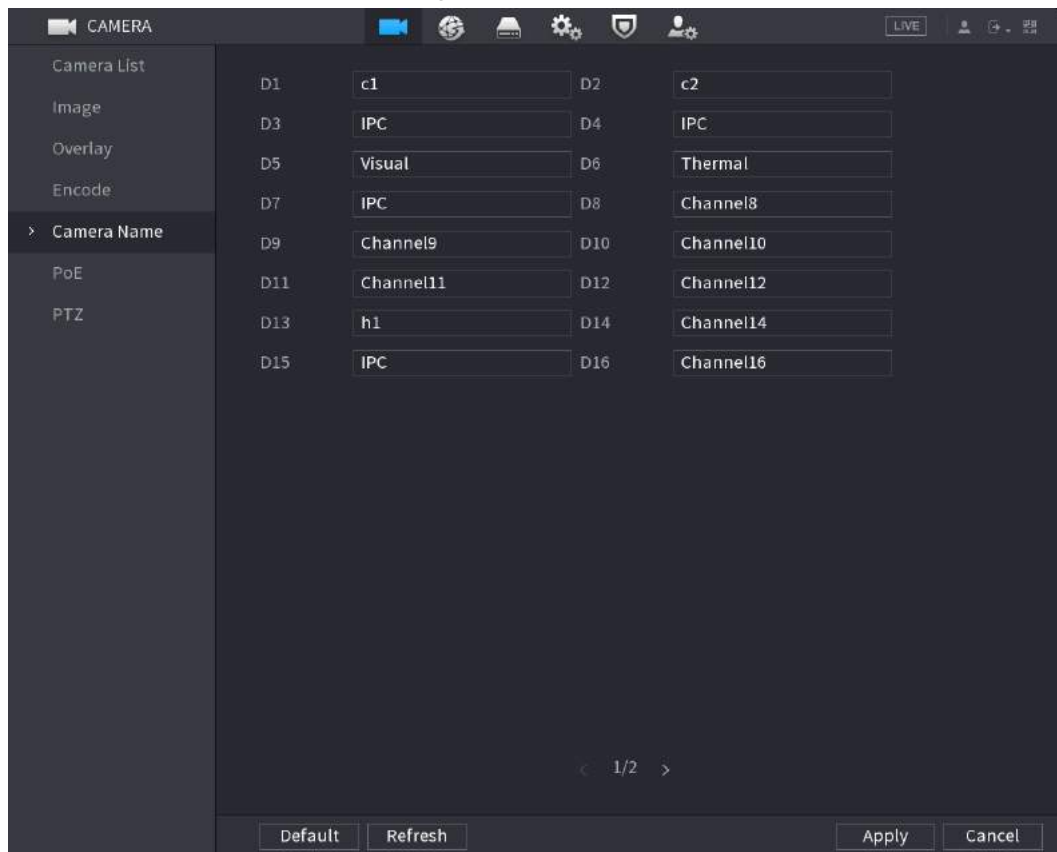 CAMERA LIVE
Camera List
Image
Overlay
Encode
> Camera Name
PoE
PTZ
D1 c1 D2 c2
D3 IPC D4 IPC
D5 Visual D6 Thermal
D7 IPC D8 Channel8
D9 Channel9 D10 Channel10
D11 Channel11 D12 Channel12
D13 h1 D14 Channel14
D15 IPC D16 Channel16
< 1/2 >
Default Refresh Apply Cancel